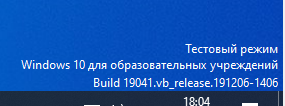 Тестовый режим
Windows 10 для образовательных учреждений
Build 19041.vb_release.191206-1406
18:04